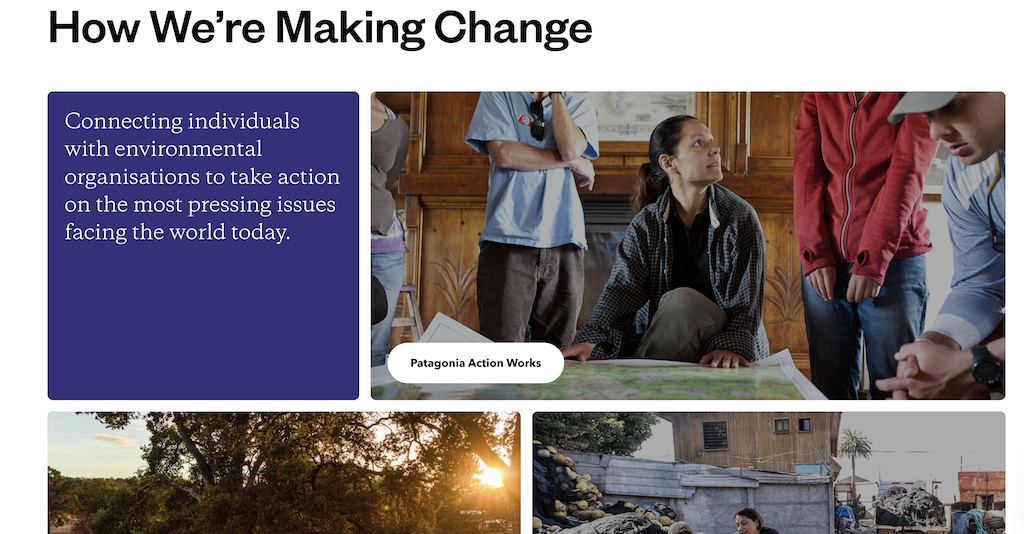 How We’re Making Change
Connecting individuals
with environmental
organisations to take action
on the most pressing issues
facing the world today.
Patagonia Action Works